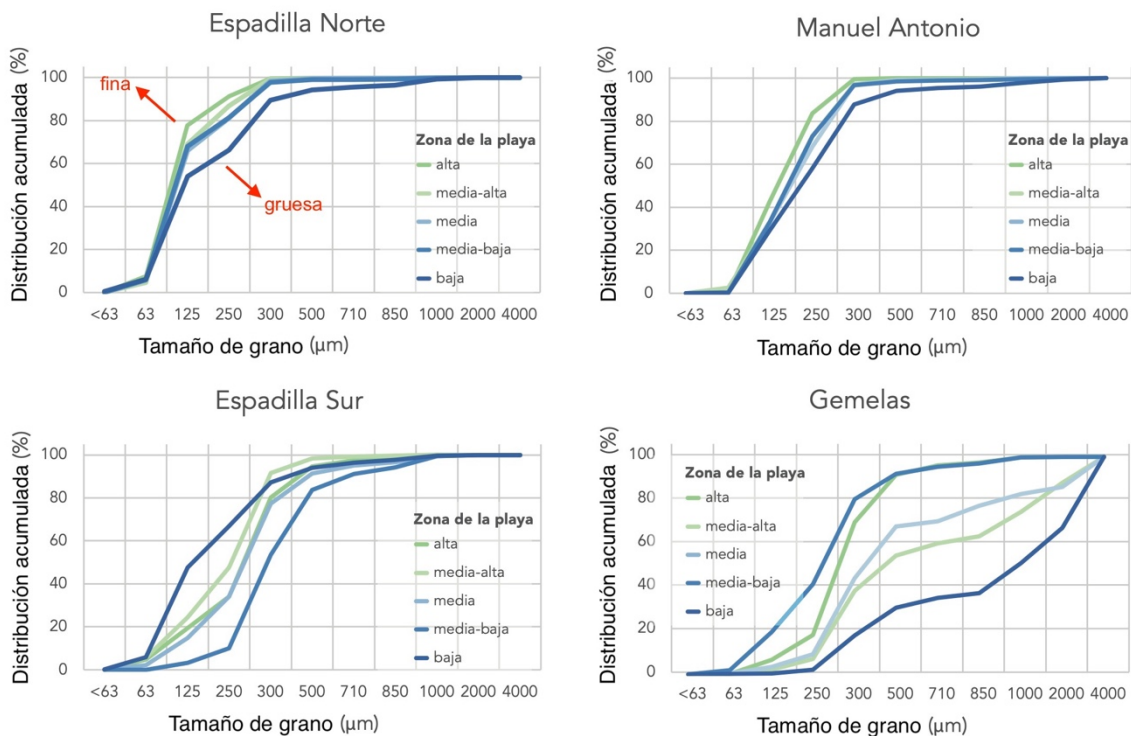 Espadilla Norte
Distribución acumulada (%)
100
80
60
40
20
0
fina
gruesa
Zona de la playa
alta
media-alta
media
media-baja
baja
<63 63 125 250 300 500 710 850 1000 2000 4000
Tamaño de grano (µm)
Manuel Antonio
Distribución acumulada (%)
100
80
60
40
20
0
Zona de la playa
alta
media-alta
media
media-baja
baja
<63 63 125 250 300 500 710 850 1000 2000 4000
Tamaño de grano (µm)
Espadilla Sur
Distribución acumulada (%)
100
80
60
40
20
0
Zona de la playa
alta
media-alta
media
media-baja
baja
<63 63 125 250 300 500 710 850 1000 2000 4000
Tamaño de grano (µm)
Gemelas
Distribución acumulada (%)
100
80
60
40
20
0
Zona de la playa
alta
media-alta
media
media-baja
baja
<63 63 125 250 300 500 710 850 1000 2000 4000
Tamaño de grano (µm)